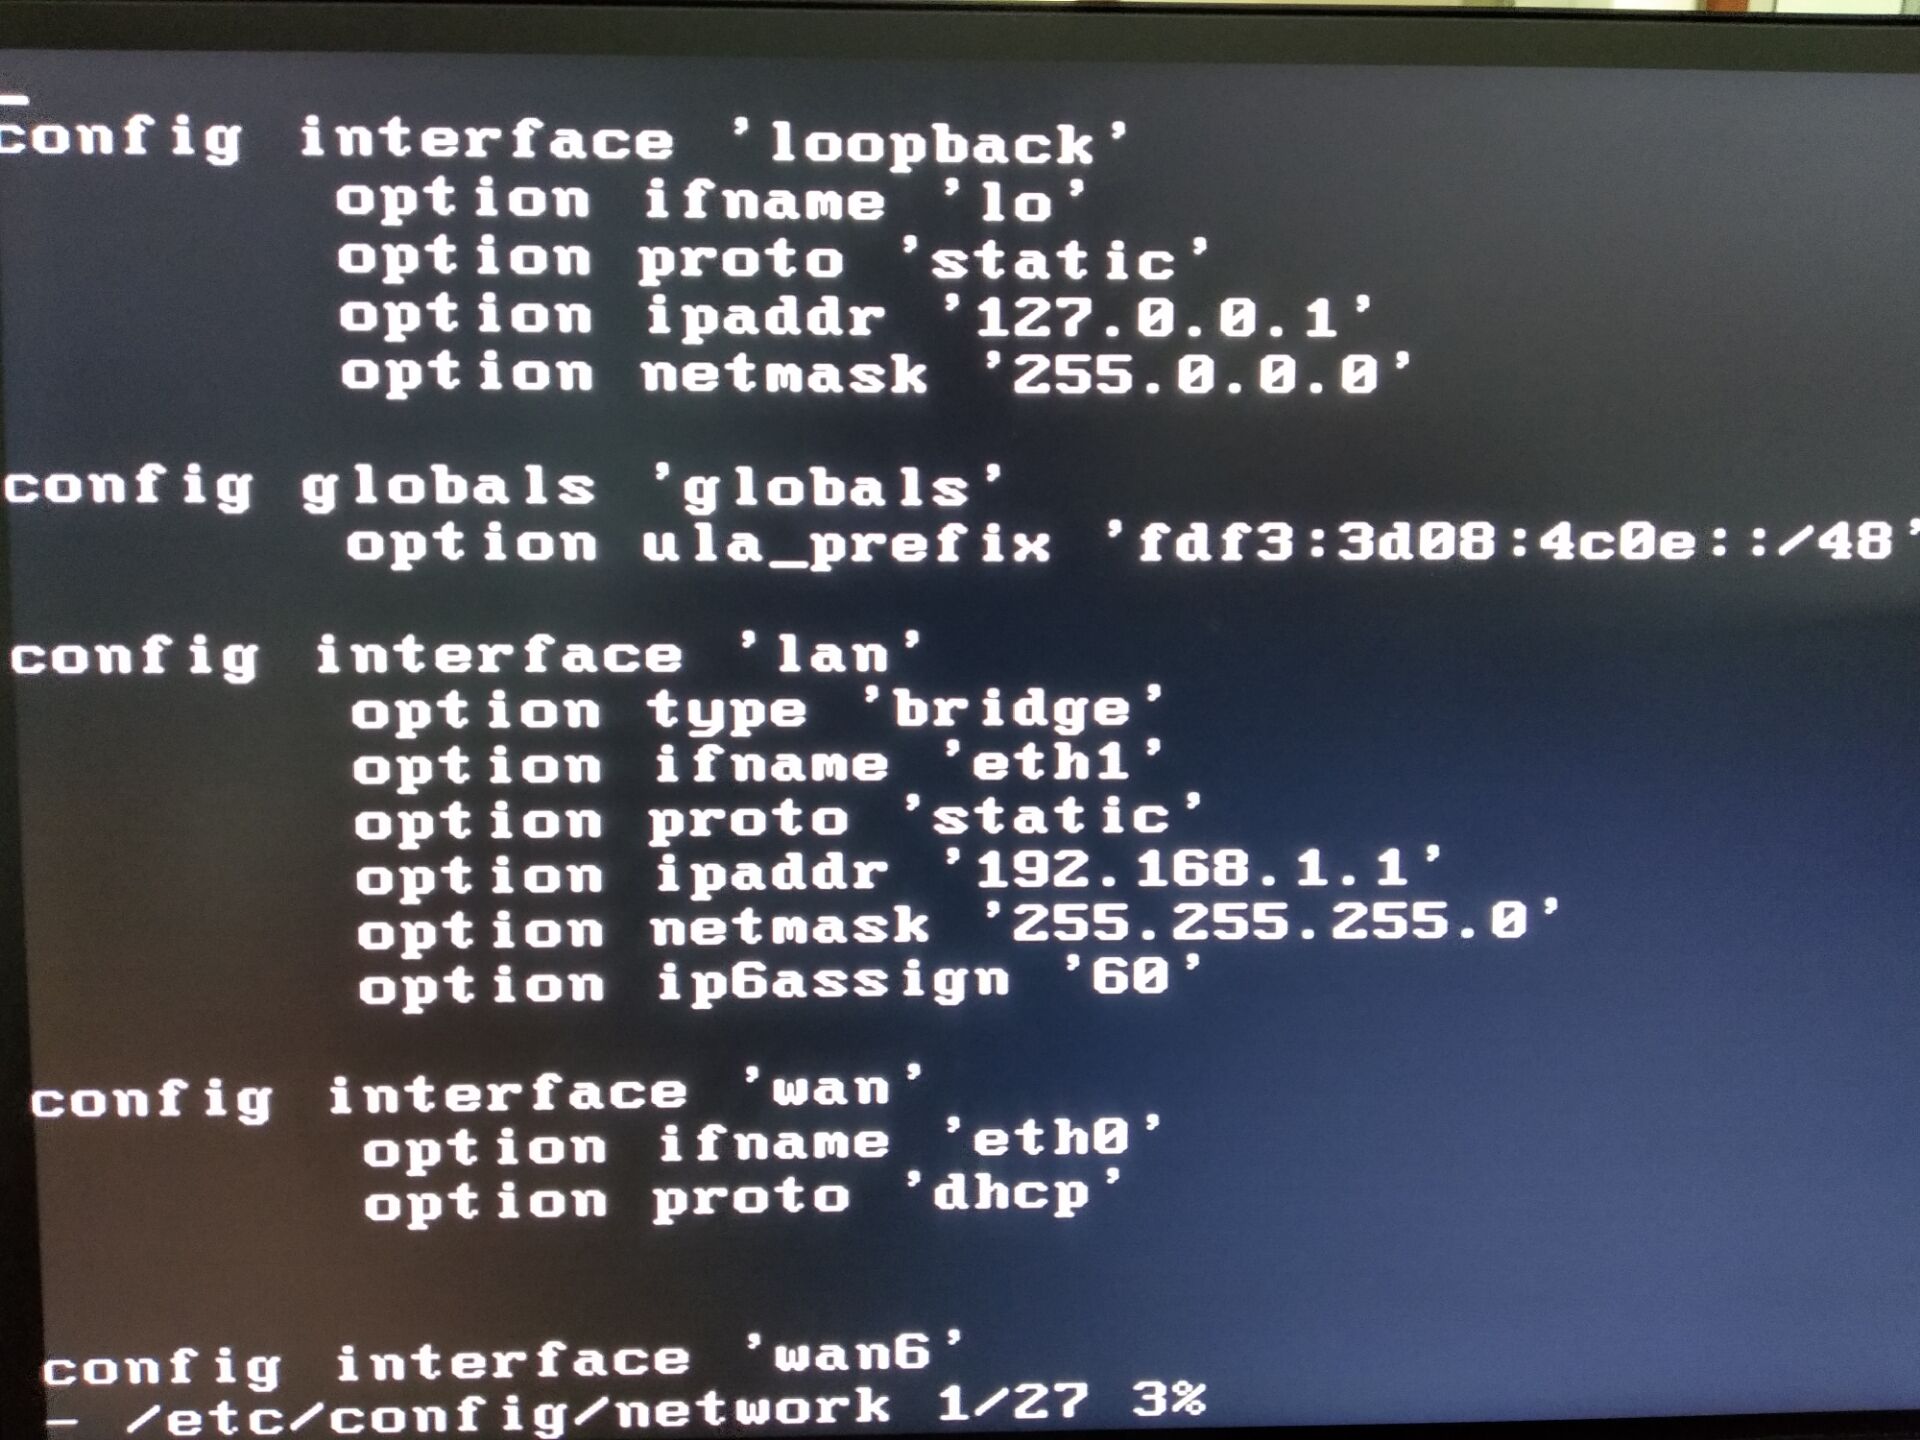 config interface 'loopback'
option ifname 'lo'
option proto 'static'
option ipaddr '127.0.0.1'
option netmask '255.0.0.0'
config globals 'globals'
option ula_prefix 'fdf3:3d08:4c0e::/48'
config interface 'lan'
option type 'bridge'
option ifname 'eth1'
option proto 'static'
option ipaddr '192.168.1.1'
option netmask '255.255.255.0'
option ip6assign '60'
config interface 'wan'
option ifname 'eth0'
option proto 'dhcp'
config interface 'wan6'
- /etc/config/network 1/27 3%